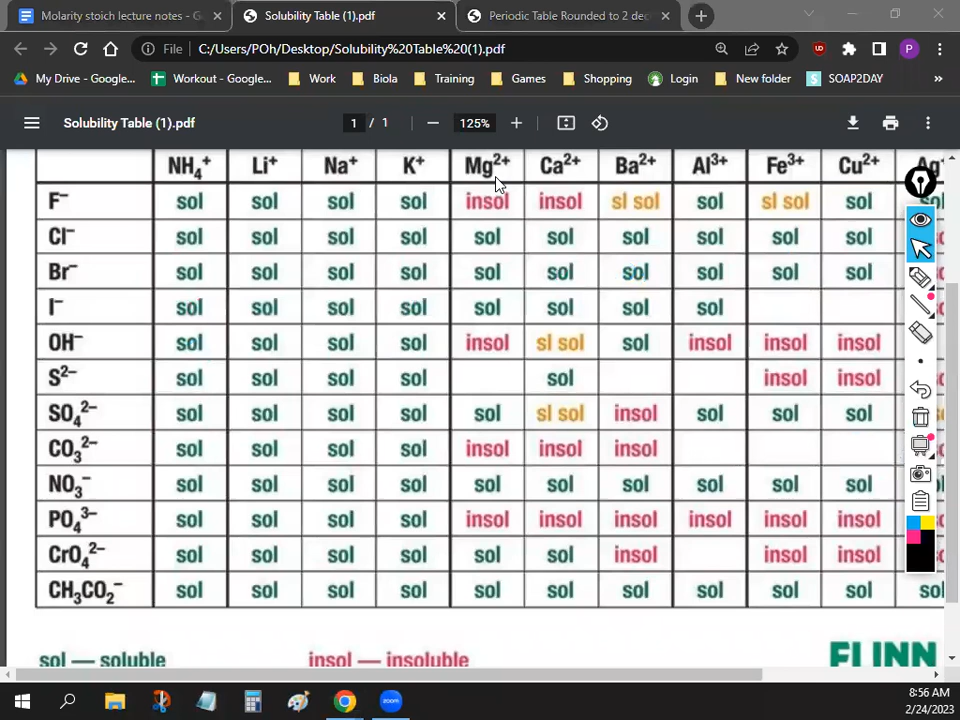 Molarity stoich lecture notes - G
Solubility Table (1).pdf
Periodic Table Rounded to 2 dec
File C:/Users/POh/Desktop/Solubility%20Table%20(1).pdf
P
My Drive - Google...
Workout - Google...
Work
Biola
Training
Games
Shopping
Login
New folder
SOAP2DAY
»
Solubility Table (1).pdf
1 / 1
125%
NH₄⁺ Li⁺ Na⁺ K⁺ Mg²⁺ Ca²⁺ Ba²⁺ Al³⁺ Fe³⁺ Cu²⁺ Ag⁺
F⁻ sol sol sol sol insol insol sl sol sol sl sol sol sol
Cl⁻ sol sol sol sol sol sol sol sol sol sol
Br⁻ sol sol sol sol sol sol sol sol sol sol
I⁻ sol sol sol sol sol sol sol sol
OH⁻ sol sol sol sol insol sl sol sol insol insol insol
S²⁻ sol sol sol sol sol insol insol
SO₄²⁻ sol sol sol sol sol sl sol insol sol sol sol
CO₃²⁻ sol sol sol sol insol insol insol
NO₃⁻ sol sol sol sol sol sol sol sol sol sol
PO₄³⁻ sol sol sol sol insol insol insol insol insol insol
CrO₄²⁻ sol sol sol sol sol sol insol insol insol
CH₃CO₂⁻ sol sol sol sol sol sol sol sol sol sol sol
sol — soluble insol — insoluble FLINN
zoom
8:56 AM
2/24/2023